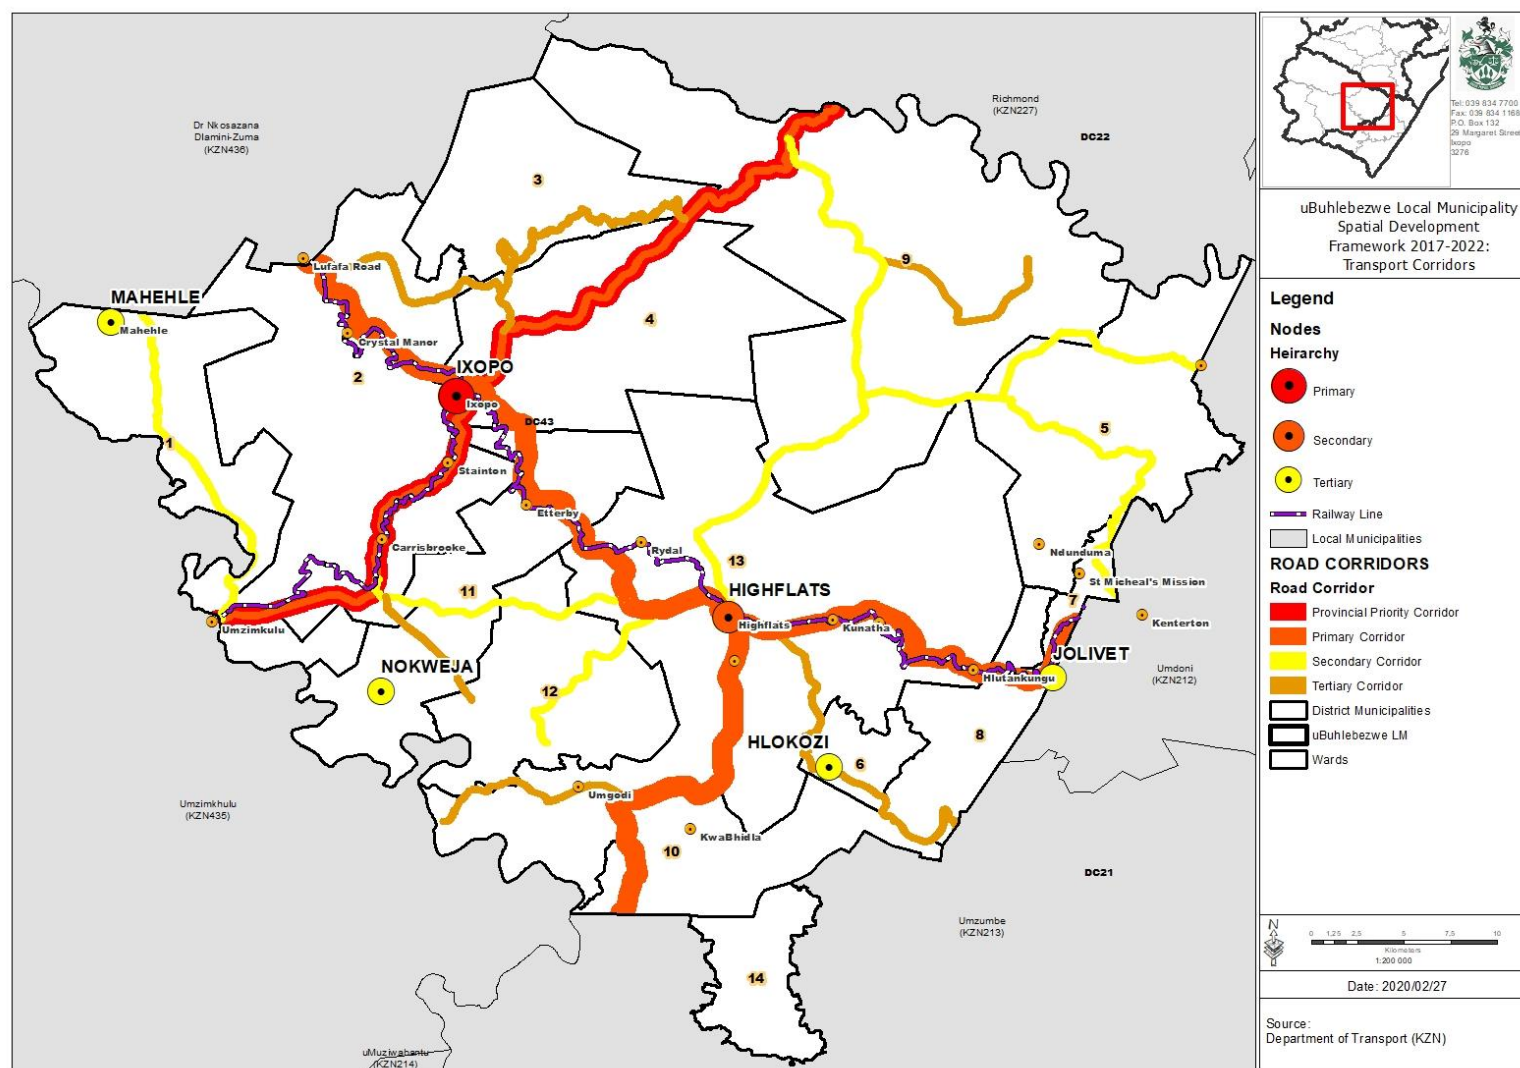 Dr Nkosazana
Dlamini-Zuma
(KZN436)
Richmond
(KZN227)
DC22
3
9
Lufafa Road
MAHEHLE
Mahehle
4
Crystal Manor
IXOPO
2
Ixopo
DC43
5
1
Stainton
Etterby
Rydal
Ndunduma
Carrisbrooke
13
St Micheal's Mission
11
HIGHFLATS
7
Umzimkulu
Highflats
Kunatha
Kenterton
NOKWEJA
JOLIVET
Umdoni
(KZN212)
Hlutankungu
12
8
HLOKOZI
6
Umgodi
Umzimkhulu
(KZN435)
KwaBhidla
10
DC21
Umzumbe
(KZN213)
14
uMuziwabantu
(KZN214)
Tel: 039 834 7700
Fax: 039 834 1168
P.O. Box 132
29 Margaret Street
Ixopo
3276
uBuhlebezwe Local Municipality
Spatial Development
Framework 2017-2022:
Transport Corridors
Legend
Nodes
Heirarchy
Primary
Secondary
Tertiary
Railway Line
Local Municipalities
ROAD CORRIDORS
Road Corridor
Provincial Priority Corridor
Primary Corridor
Secondary Corridor
Tertiary Corridor
District Municipalities
uBuhlebezwe LM
Wards
N
0 1,25 2,5 5 7,5 10
Kilometers
1:200 000
Date: 2020/02/27
Source:
Department of Transport (KZN)